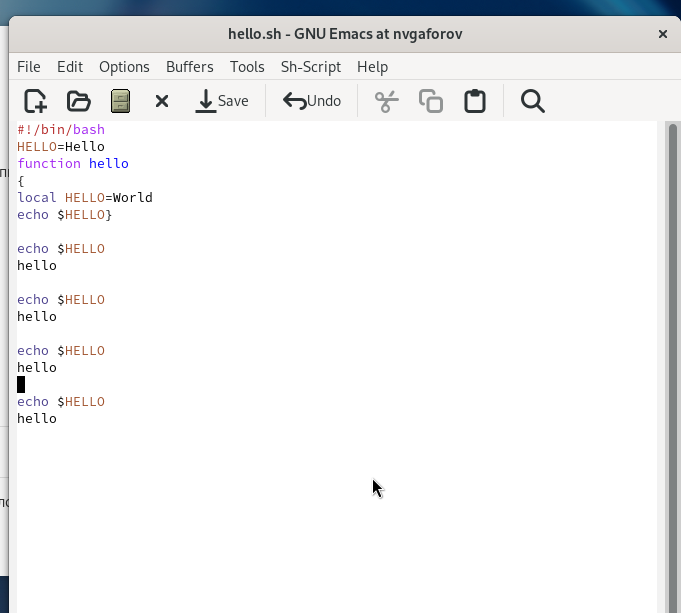 hello.sh - GNU Emacs at nvgaforov
File Edit Options Buffers Tools Sh-Script Help
Save Undo
#!/bin/bash
HELLO=Hello
function hello
{
local HELLO=World
echo $HELLO}
echo $HELLO
hello
echo $HELLO
hello
echo $HELLO
hello
echo $HELLO
hello